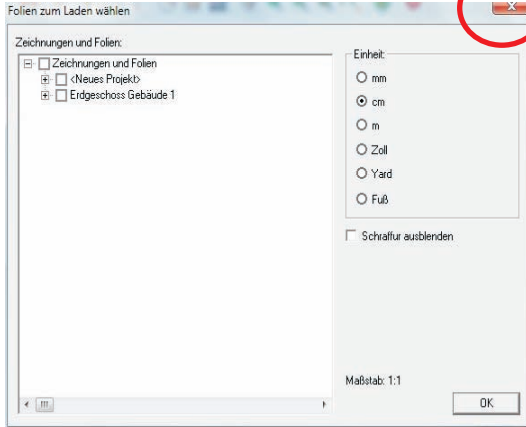 Folien zum Laden wählen
Zeichnungen und Folien:
Zeichnungen und Folien
<Neues Projekt>
Erdgeschoss Gebäude 1
Einheit:
mm
cm
m
Zoll
Yard
Fuß
Schraffur ausblenden
Maßstab: 1:1
OK